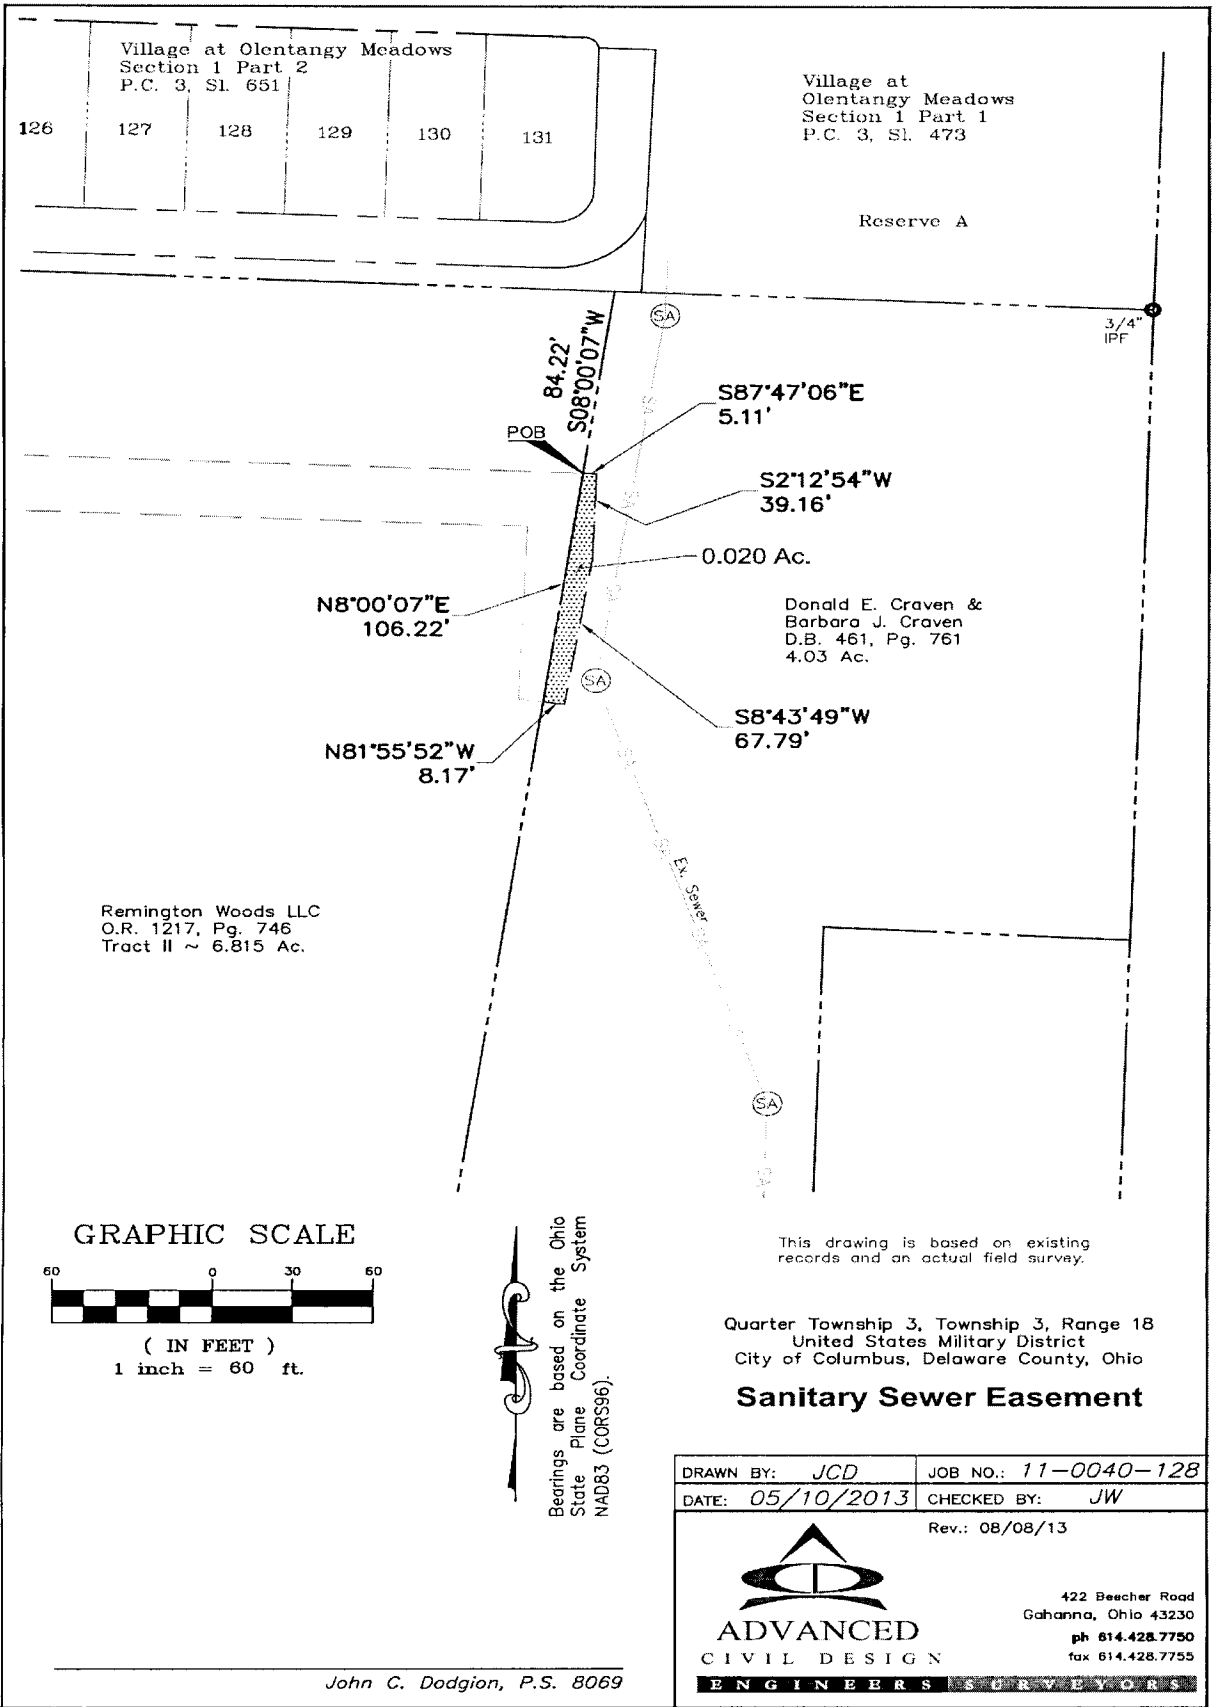 Village at Olentangy Meadows
Section 1 Part 2
P.C. 3, Sl. 651
126
127
128
129
130
131
Village at
Olentangy Meadows
Section 1 Part 1
P.C. 3, Sl. 473
Reserve A
3/4"
IPF
SA
84.22'
S08°00'07"W
SA
POB
S87°47'06"E
5.11'
S2°12'54"W
39.16'
SA
0.020 Ac.
SA
N8°00'07"E
106.22'
Donald E. Craven &
Barbara J. Craven
D.B. 461, Pg. 761
4.03 Ac.
SA
S8°43'49"W
67.79'
N81°55'52"W
8.17'
SA
SA
Ex. Sewer
SA
Remington Woods LLC
O.R. 1217, Pg. 746
Tract II ~ 6.815 Ac.
SA
SA
GRAPHIC SCALE
60 0 30 60
( IN FEET )
1 inch = 60 ft.
Bearings are based on the Ohio
State Plane Coordinate System
NAD83 (CORS96).
This drawing is based on existing
records and an actual field survey.
Quarter Township 3, Township 3, Range 18
United States Military District
City of Columbus, Delaware County, Ohio
Sanitary Sewer Easement
DRAWN BY: JCD JOB NO.: 11-0040-128
DATE: 05/10/2013 CHECKED BY: JW
Rev.: 08/08/13
422 Beecher Road
Gahanna, Ohio 43230
ph 614.428.7750
fax 614.428.7755
ADVANCED
CIVIL DESIGN
ENGINEERS SURVEYORS
John C. Dodgion, P.S. 8069